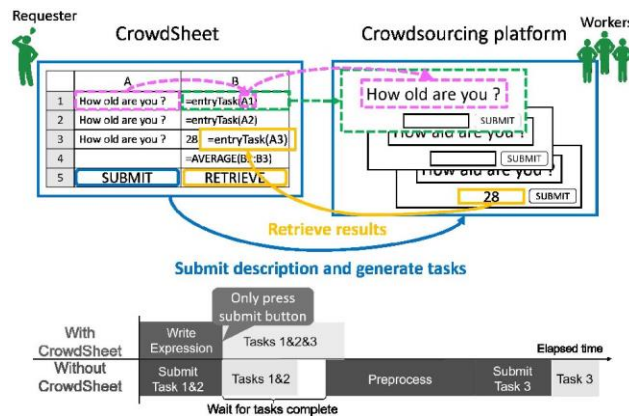 Requester
CrowdSheet
Crowdsourcing platform
Workers
A B
1 How old are you ? =entryTask(A1)
2 How old are you ? =entryTask(A2)
3 How old are you ? 28 =entryTask(A3)
4 =AVERAGE(B1:B3)
5 SUBMIT RETRIEVE
How old are you ?
SUBMIT
How old are you ?
SUBMIT
How old are you ?
28 SUBMIT
Retrieve results
Submit description and generate tasks
Only press
submit button
With
CrowdSheet
Write
Expression
Tasks 1&2&3
Elapsed time
Without
CrowdSheet
Submit
Task 1&2
Tasks 1&2
Preprocess
Submit
Task 3
Task 3
Wait for tasks complete